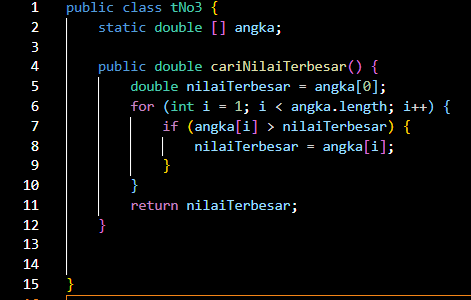 1 public class tNo3 {
2 static double [] angka;
3
4 public double cariNilaiTerbesar() {
5 double nilaiTerbesar = angka[0];
6 for (int i = 1; i < angka.length; i++) {
7 if (angka[i] > nilaiTerbesar) {
8 nilaiTerbesar = angka[i];
9 }
10 }
11 return nilaiTerbesar;
12 }
13
14
15 }